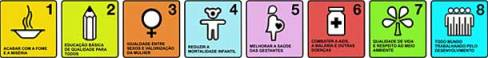 1
ACABAR COM A FOME
E A MISÉRIA
2
EDUCAÇÃO BÁSICA
DE QUALIDADE PARA
TODOS
3
IGUALDADE ENTRE
SEXOS E VALORIZAÇÃO
DA MULHER
4
REDUZIR A
MORTALIDADE INFANTIL
5
MELHORAR A SAÚDE
DAS GESTANTES
6
COMBATER A AIDS,
A MALÁRIA E OUTRAS
DOENÇAS
7
QUALIDADE DE VIDA
E RESPEITO AO MEIO
AMBIENTE
8
TODO MUNDO
TRABALHANDO PELO
DESENVOLVIMENTO